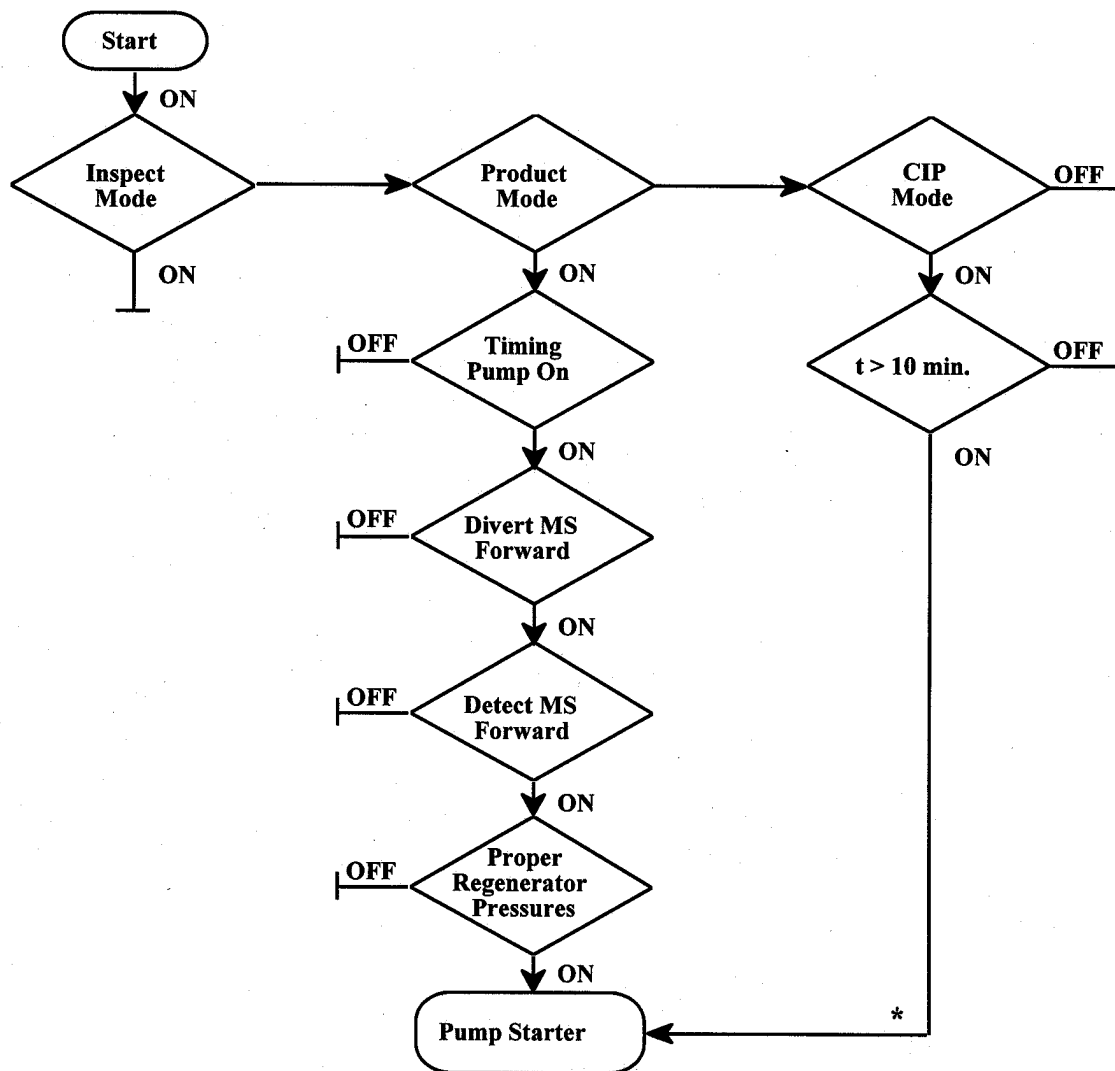 Start
ON
Inspect
Mode
Product
Mode
CIP
Mode
OFF
ON
ON
ON
OFF
Timing
Pump On
t > 10 min.
OFF
ON
ON
OFF
Divert MS
Forward
ON
OFF
Detect MS
Forward
ON
OFF
Proper
Regenerator
Pressures
ON
*
Pump Starter